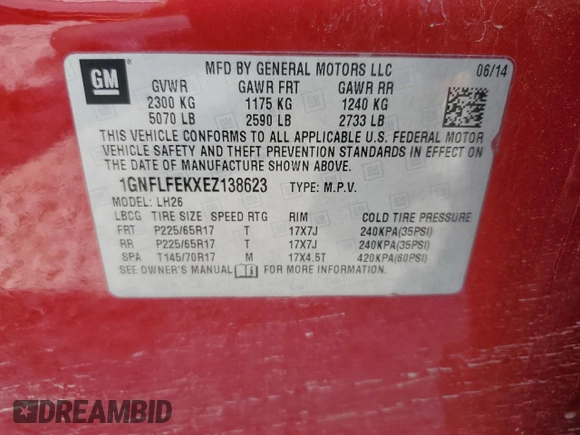 GM
MFD BY GENERAL MOTORS LLC 06/14
GVWR GAWR FRT GAWR RR
2300 KG 1175 KG 1240 KG
5070 LB 2590 LB 2733 LB
THIS VEHICLE CONFORMS TO ALL APPLICABLE U.S. FEDERAL MOTOR
VEHICLE SAFETY AND THEFT PREVENTION STANDARDS IN EFFECT ON
THE DATE OF MANUFACTURE SHOWN ABOVE.
1GNFLFEKXEZ138623 TYPE: M.P.V.
MODEL: LH26
LBCG TIRE SIZE SPEED RTG RIM COLD TIRE PRESSURE
FRT P225/65R17 T 17X7J 240KPA(35PSI)
RR P225/65R17 T 17X7J 240KPA(35PSI)
SPA T145/70R17 M 17X4.5T 420KPA(60PSI)
SEE OWNER'S MANUAL FOR MORE INFORMATION.
DREAMBID